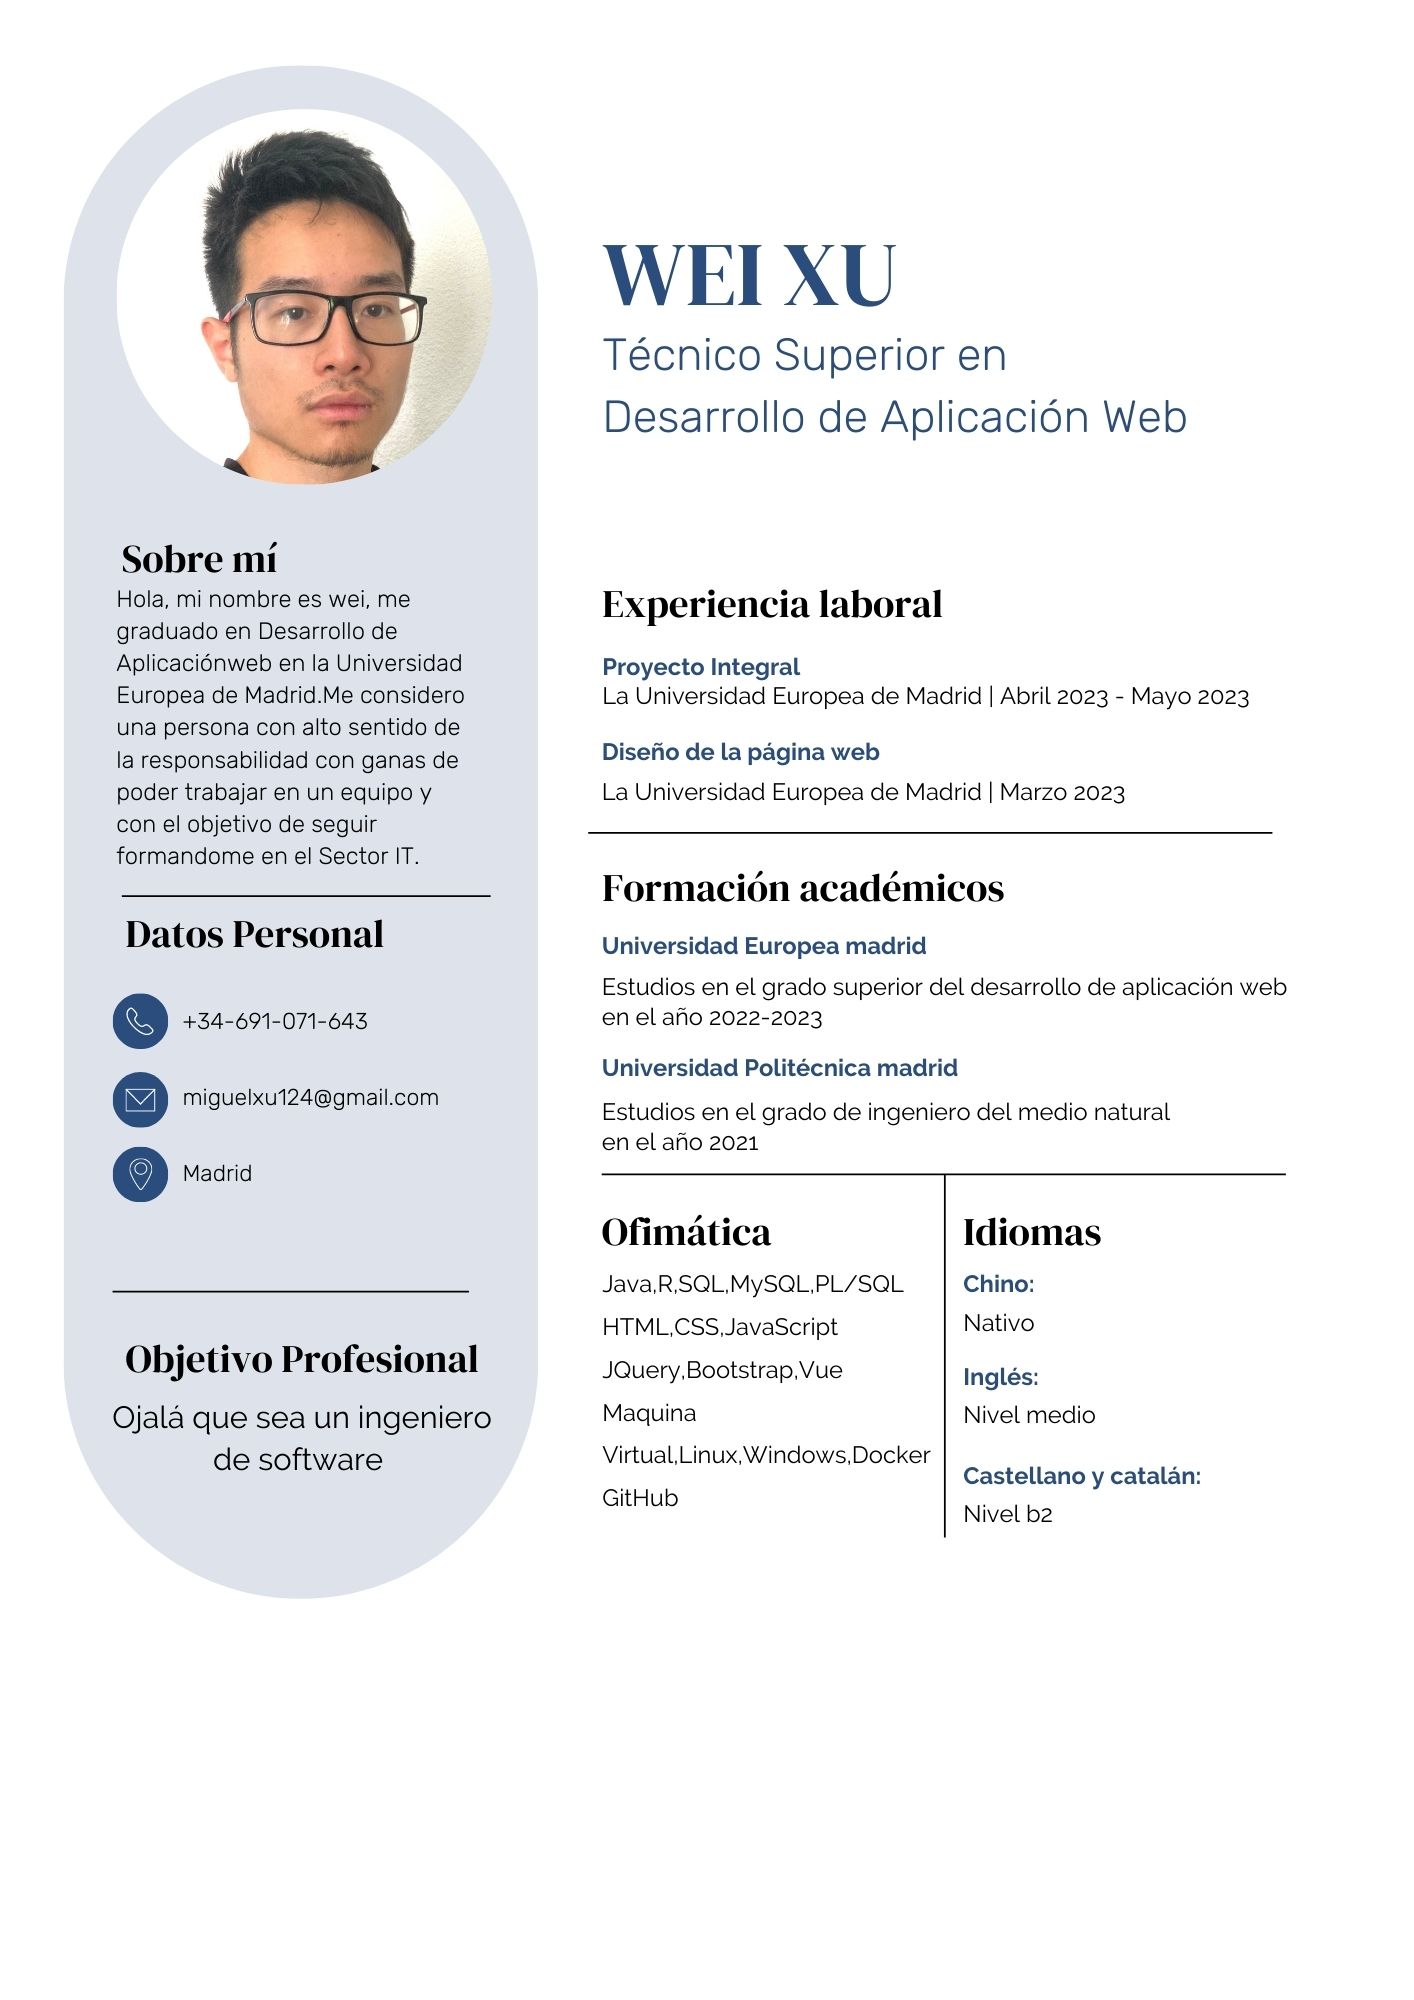 WEI XU
Técnico Superior en
Desarrollo de Aplicación Web
Sobre mí
Hola, mi nombre es wei, me
graduado en Desarrollo de
Aplicaciónweb en la Universidad
Europea de Madrid.Me considero
una persona con alto sentido de
la responsabilidad con ganas de
poder trabajar en un equipo y
con el objetivo de seguir
formandome en el Sector IT.
Datos Personal
+34-691-071-643
miguelxu124@gmail.com
Madrid
Objetivo Profesional
Ojalá que sea un ingeniero
de software
Experiencia laboral
Proyecto Integral
La Universidad Europea de Madrid | Abril 2023 - Mayo 2023
Diseño de la página web
La Universidad Europea de Madrid | Marzo 2023
Formación académicos
Universidad Europea madrid
Estudios en el grado superior del desarrollo de aplicación web
en el año 2022-2023
Universidad Politécnica madrid
Estudios en el grado de ingeniero del medio natural
en el año 2021
Ofimática
Java,R,SQL,MySQL,PL/SQL
HTML,CSS,JavaScript
JQuery,Bootstrap,Vue
Maquina
Virtual,Linux,Windows,Docker
GitHub
Idiomas
Chino:
Nativo
Inglés:
Nivel medio
Castellano y catalán:
Nivel b2